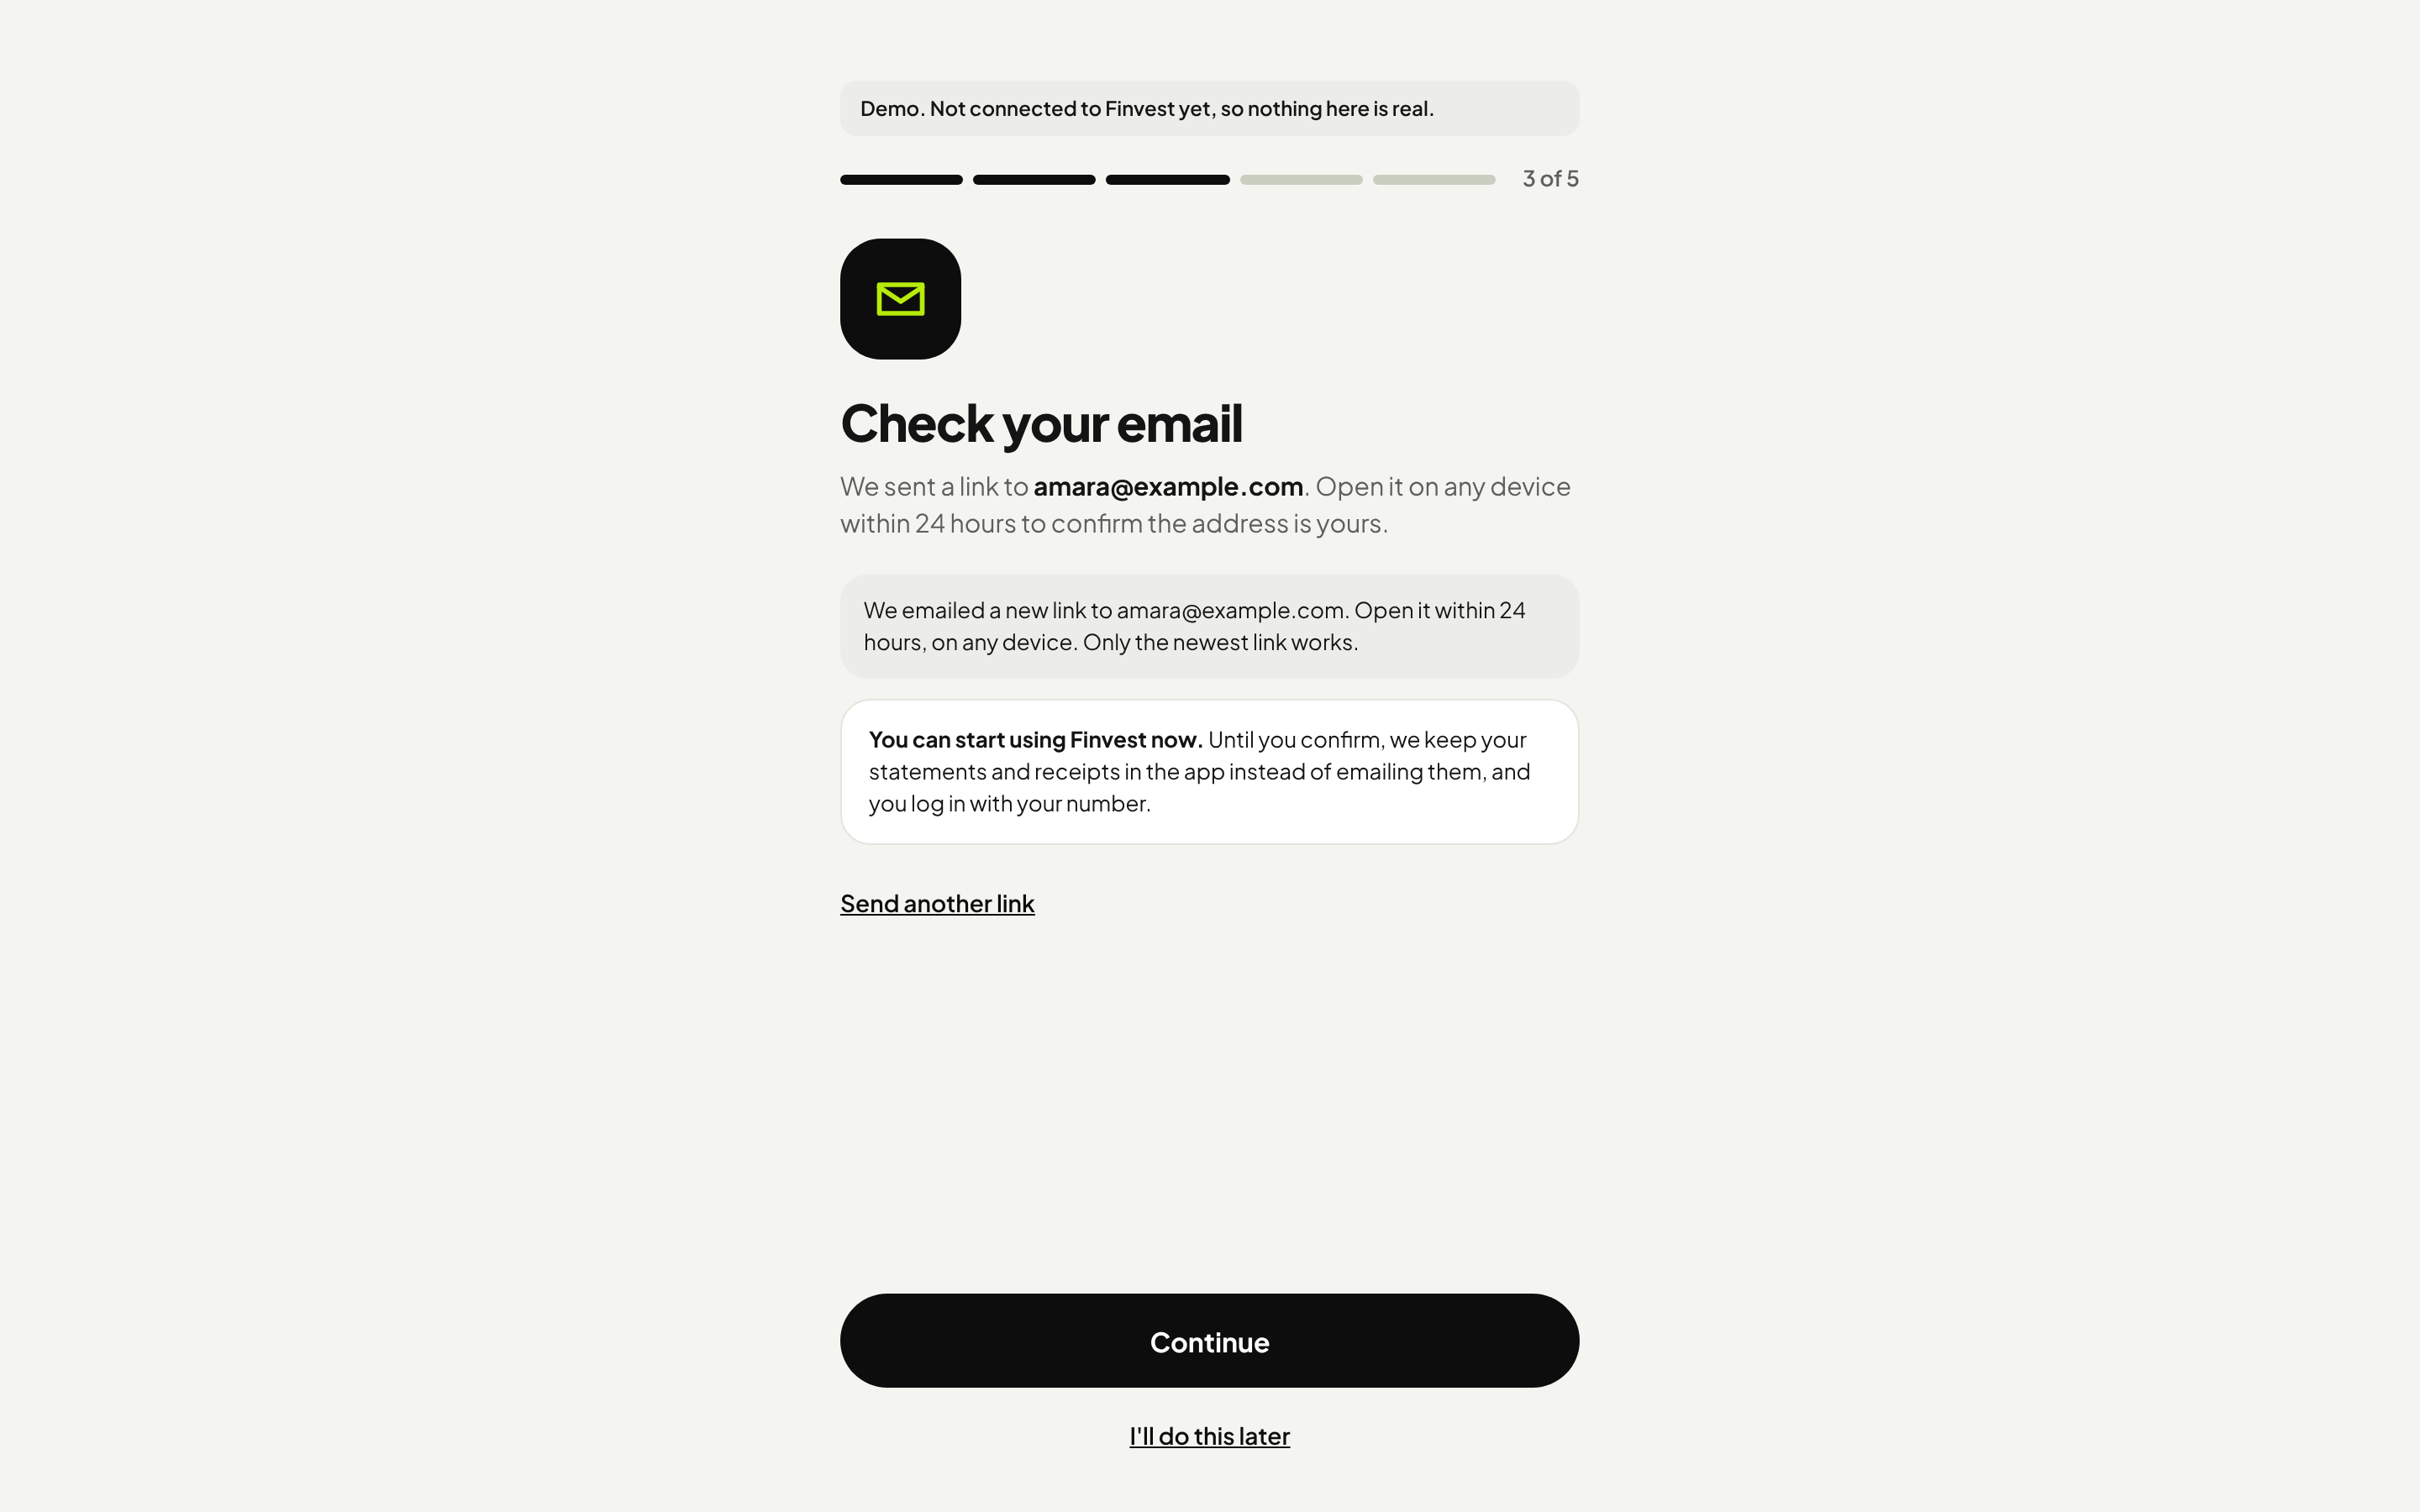 Demo. Not connected to Finvest yet, so nothing here is real.
3 of 5
Check your email
We sent a link to amara@example.com. Open it on any device
within 24 hours to confirm the address is yours.
We emailed a new link to amara@example.com. Open it within 24
hours, on any device. Only the newest link works.
You can start using Finvest now. Until you confirm, we keep your
statements and receipts in the app instead of emailing them, and
you log in with your number.
Send another link
Continue
I'll do this later